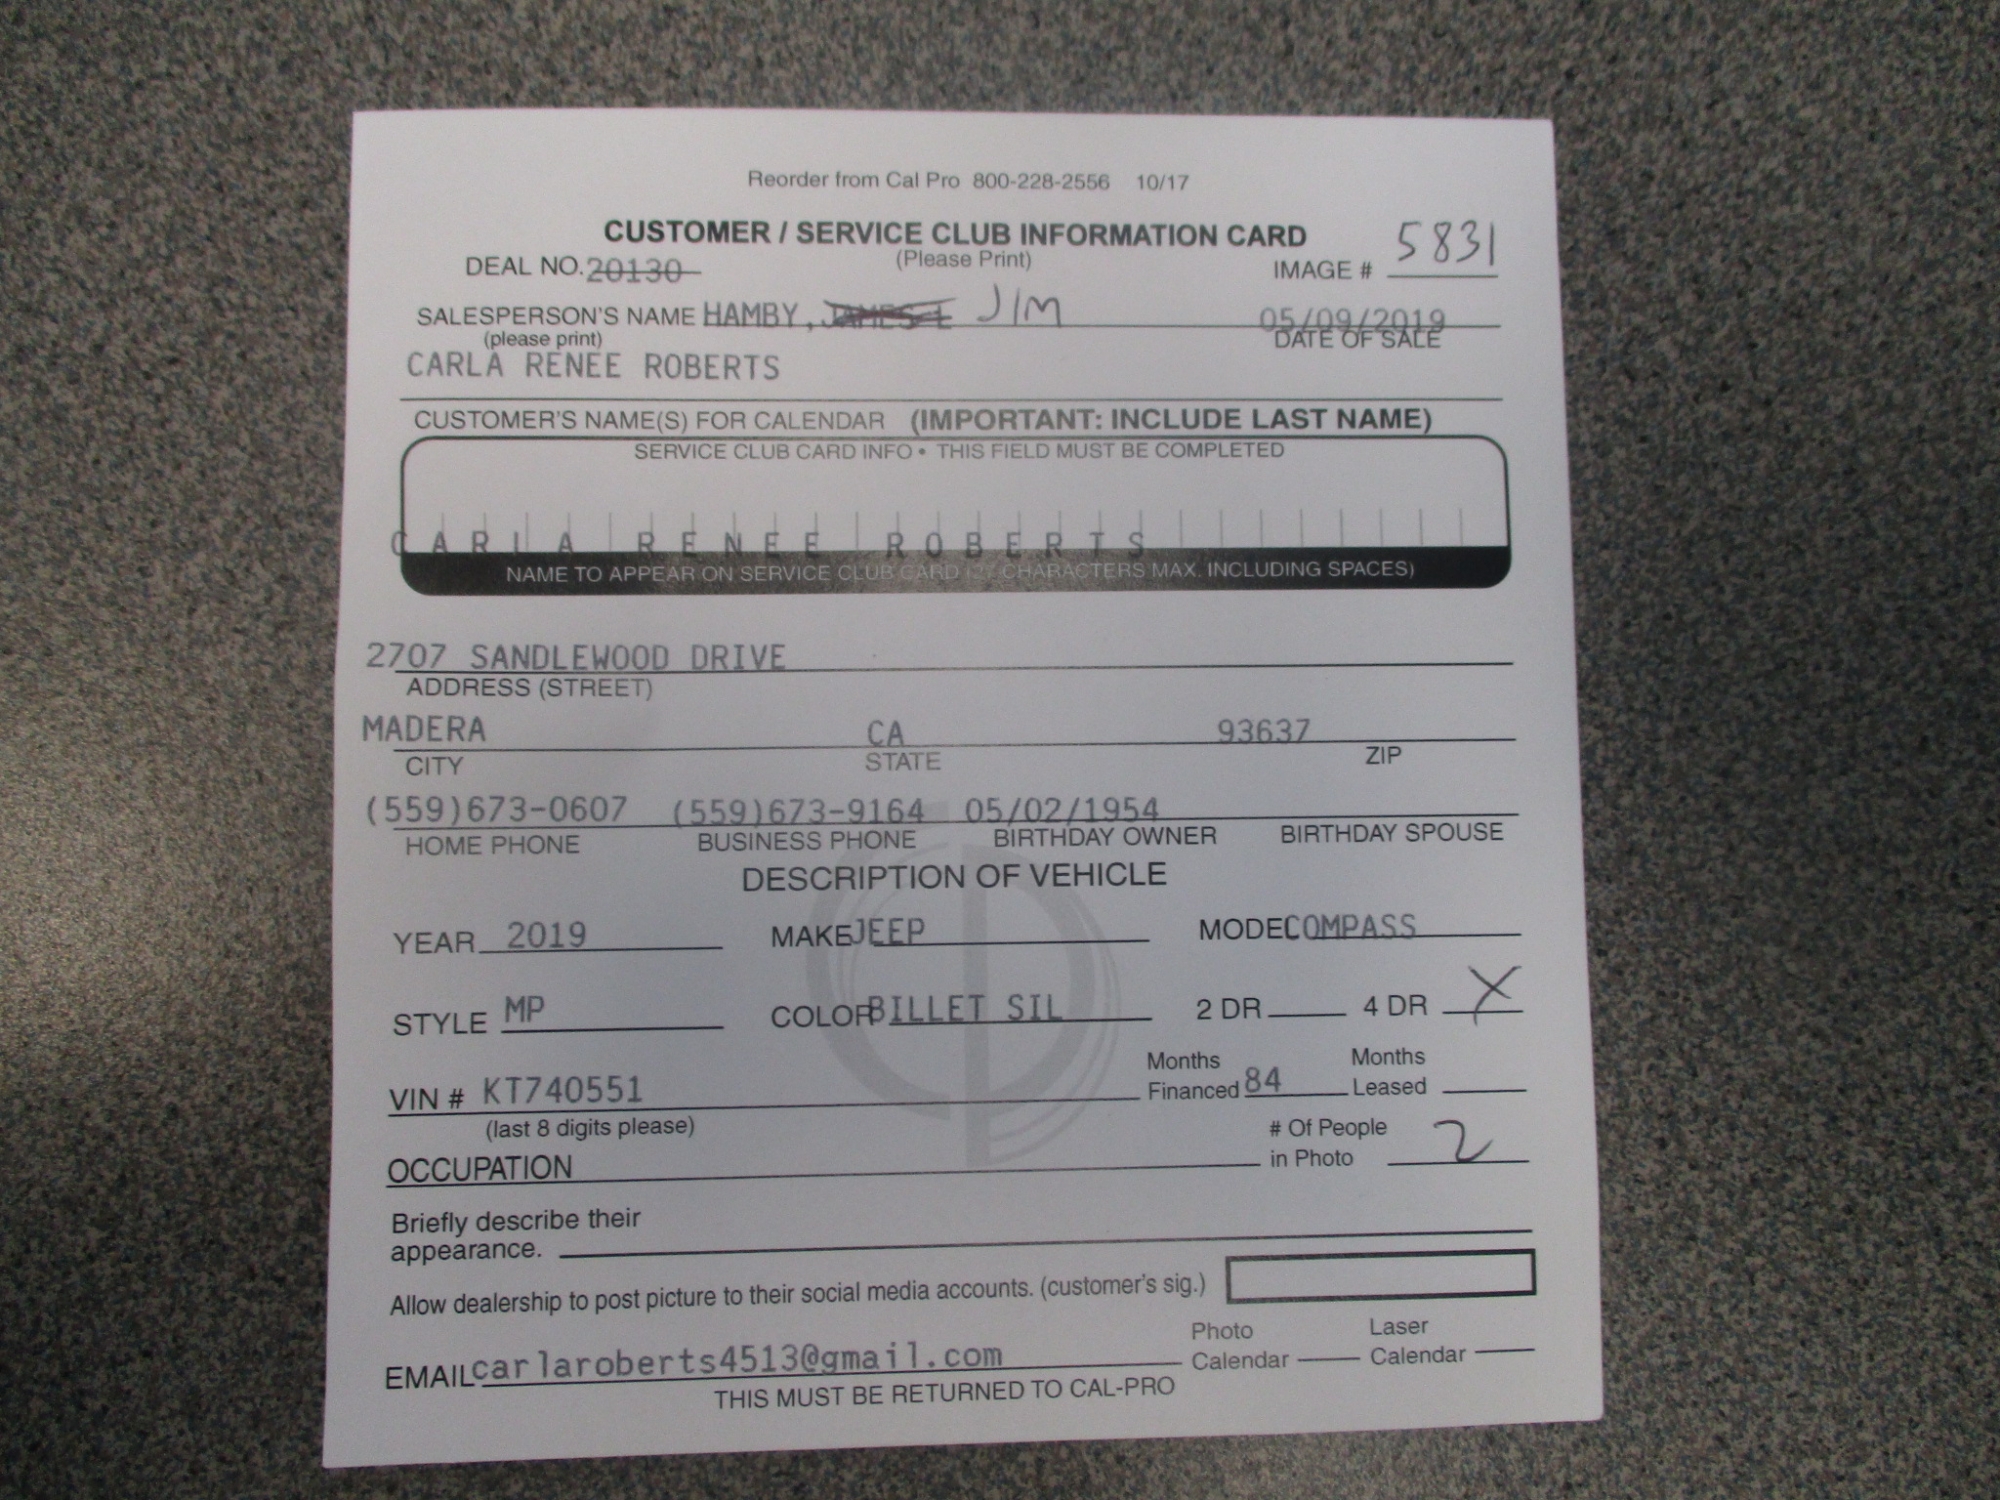 Reorder from Cal Pro 800-228-2556 10/17
CUSTOMER / SERVICE CLUB INFORMATION CARD
(Please Print)
DEAL NO. 20130
IMAGE # 5831
SALESPERSON'S NAME HAMBY, JAMES L JIM
(please print)
05/09/2019
DATE OF SALE
CARLA RENEE ROBERTS
CUSTOMER'S NAME(S) FOR CALENDAR (IMPORTANT: INCLUDE LAST NAME)
SERVICE CLUB CARD INFO • THIS FIELD MUST BE COMPLETED
CARLA RENEE ROBERTS
NAME TO APPEAR ON SERVICE CLUB CARD (27 CHARACTERS MAX. INCLUDING SPACES)
2707 SANDLEWOOD DRIVE
ADDRESS (STREET)
MADERA CA 93637
CITY STATE ZIP
(559)673-0607 (559)673-9164 05/02/1954
HOME PHONE BUSINESS PHONE BIRTHDAY OWNER BIRTHDAY SPOUSE
DESCRIPTION OF VEHICLE
YEAR 2019 MAKE JEEP MODEL COMPASS
STYLE MP COLOR BILLET SIL 2 DR 4 DR X
VIN # KT740551 Months Financed 84 Months Leased
(last 8 digits please)
OCCUPATION # Of People in Photo 2
Briefly describe their
appearance.
Allow dealership to post picture to their social media accounts. (customer's sig.)
EMAIL carlaroberts4513@gmail.com Photo Calendar Laser Calendar
THIS MUST BE RETURNED TO CAL-PRO